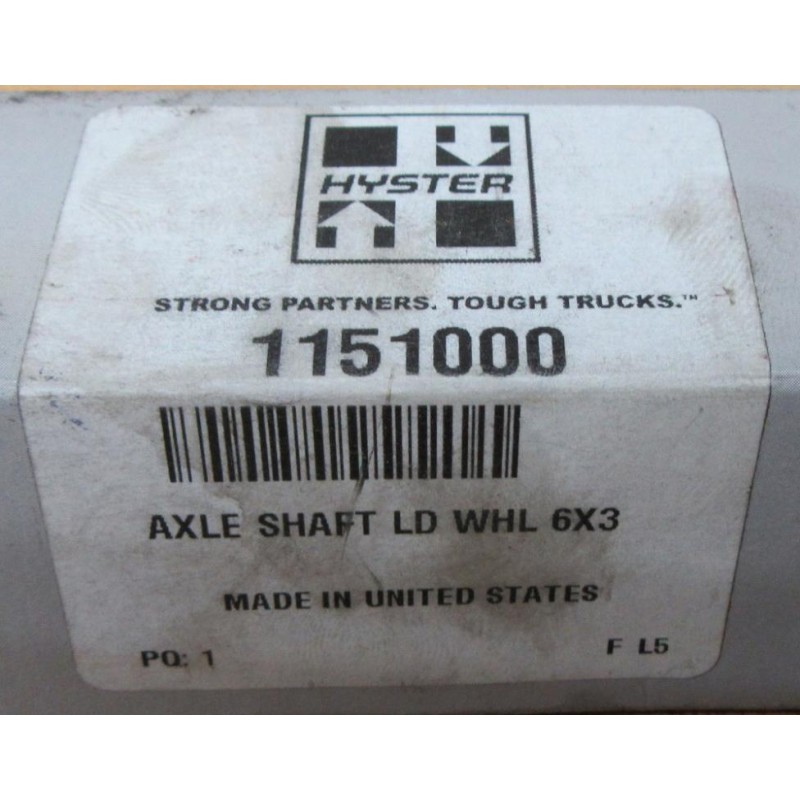 HYSTER
STRONG PARTNERS. TOUGH TRUCKS.™
1151000
AXLE SHAFT LD WHL 6X3
MADE IN UNITED STATES
PQ: 1 F L5